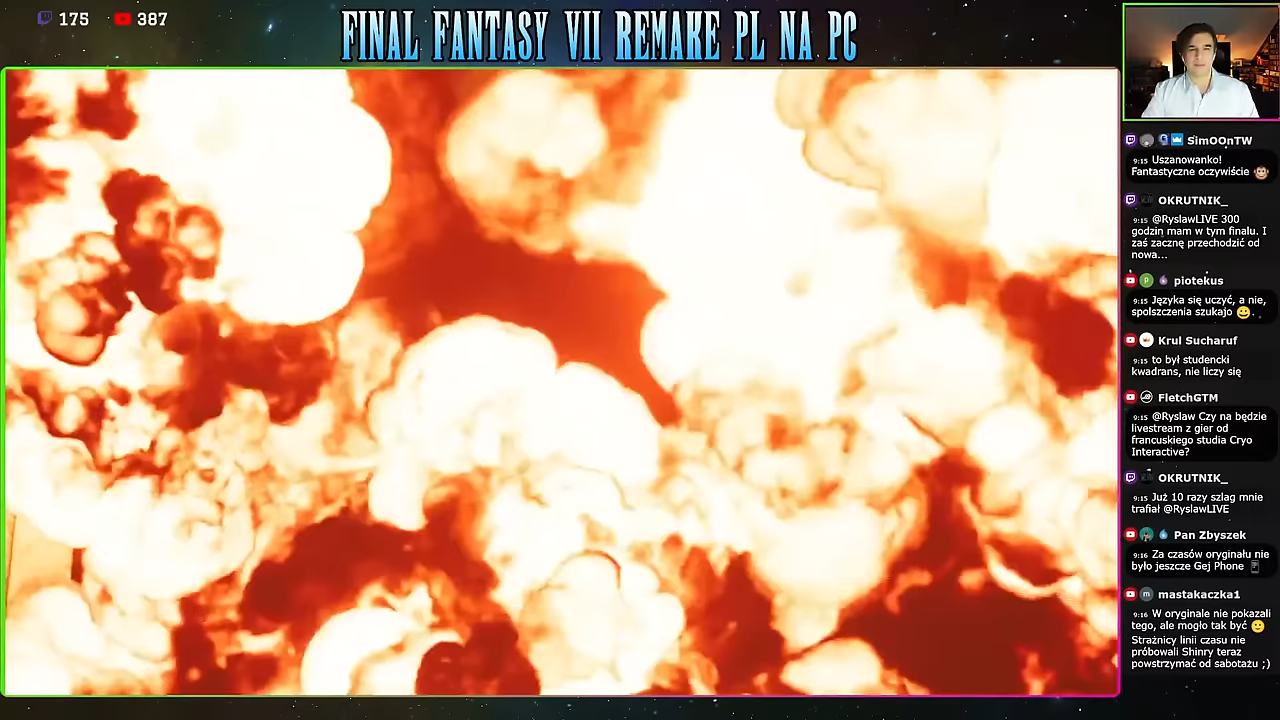 175 387
FINAL FANTASY VII REMAKE PL NA PC
SimOOnTW
9:15 Uszanowanko!
Fantastyczne oczywiście
OKRUTNIK_
9:15 @RyslawLIVE 300
godzin mam w tym finalu. I
zaś zacznę przechodzić od
nowa...
piotekus
9:15 Języka się uczyć, a nie,
spolszczenia szukajo 😀.
Krul Sucharuf
9:15 to był studencki
kwadrans, nie liczy się
FletchGTM
9:15 @Ryslaw Czy na będzie
livestream z gier od
francuskiego studia Cryo
Interactive?
OKRUTNIK_
9:15 Już 10 razy szlag mnie
trafiał @RyslawLIVE
Pan Zbyszek
9:16 Za czasów oryginału nie
było jeszcze Gej Phone 📱
mastakaczka1
9:16 W oryginale nie pokazali
tego, ale mogło tak być 🙂
Strażnicy linii czasu nie
próbowali Shinry teraz
powstrzymać od sabotażu ;)